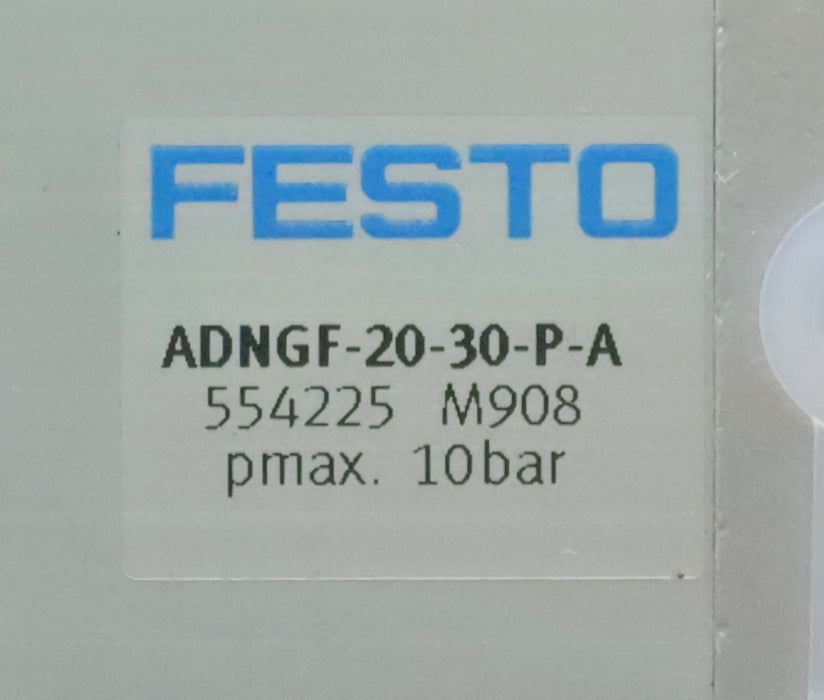 FESTO
ADNGF-20-30-P-A
554225 M908
pmax. 10bar